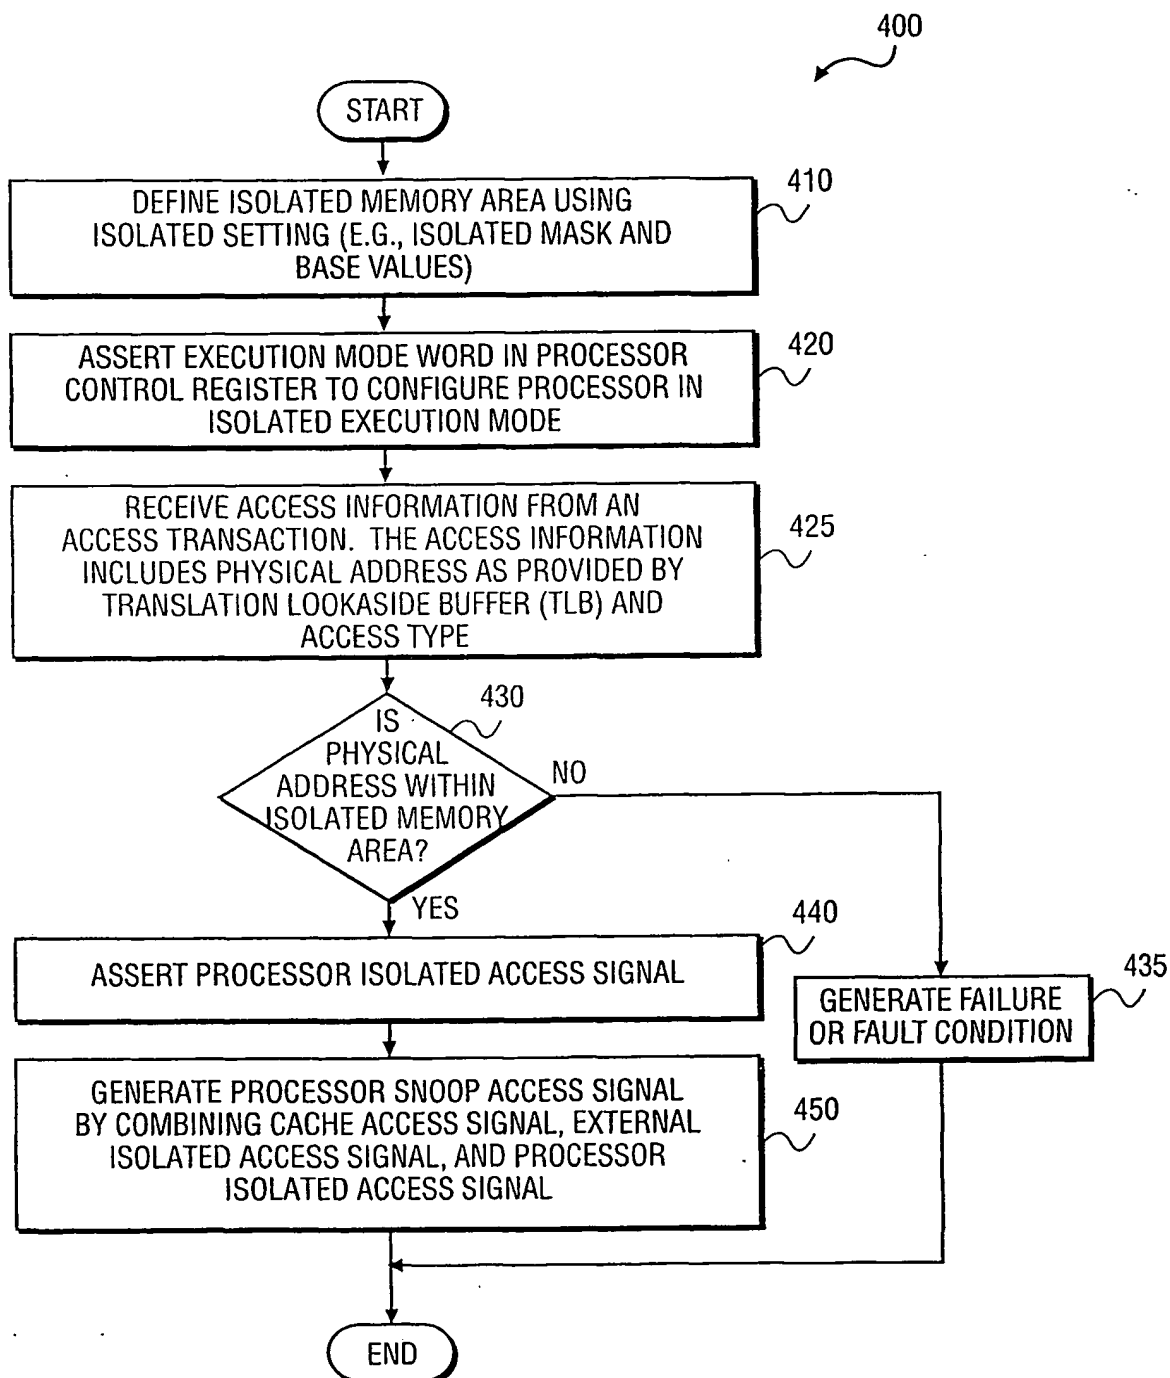 400
START
DEFINE ISOLATED MEMORY AREA USING
ISOLATED SETTING (E.G., ISOLATED MASK AND
BASE VALUES)
410
ASSERT EXECUTION MODE WORD IN PROCESSOR
CONTROL REGISTER TO CONFIGURE PROCESSOR IN
ISOLATED EXECUTION MODE
420
RECEIVE ACCESS INFORMATION FROM AN
ACCESS TRANSACTION. THE ACCESS INFORMATION
INCLUDES PHYSICAL ADDRESS AS PROVIDED BY
TRANSLATION LOOKASIDE BUFFER (TLB) AND
ACCESS TYPE
425
430
IS
PHYSICAL
ADDRESS WITHIN
ISOLATED MEMORY
AREA?
NO
YES
ASSERT PROCESSOR ISOLATED ACCESS SIGNAL
440
GENERATE FAILURE
OR FAULT CONDITION
435
GENERATE PROCESSOR SNOOP ACCESS SIGNAL
BY COMBINING CACHE ACCESS SIGNAL, EXTERNAL
ISOLATED ACCESS SIGNAL, AND PROCESSOR
ISOLATED ACCESS SIGNAL
450
END